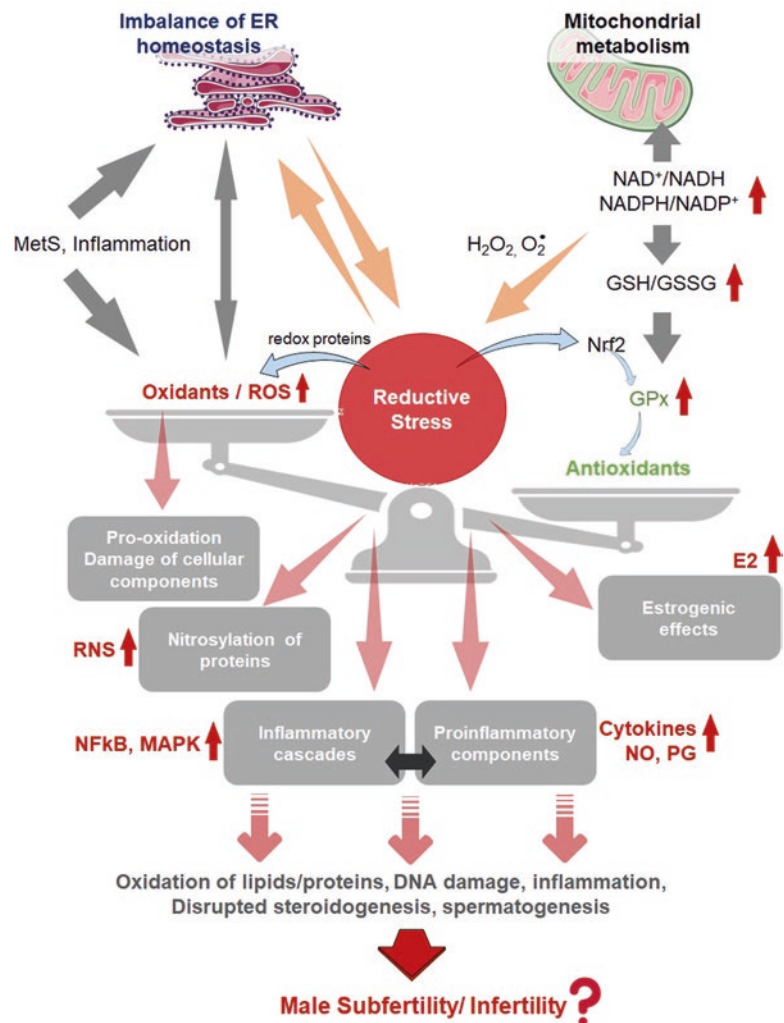 Imbalance of ER
homeostasis
Mitochondrial
metabolism
NAD⁺/NADH
NADPH/NADP⁺
MetS, Inflammation
H₂O₂, O₂•
GSH/GSSG
redox proteins
Nrf2
Oxidants / ROS
Reductive
Stress
GPx
Antioxidants
Pro-oxidation
Damage of cellular
components
E2
Estrogenic
effects
RNS
Nitrosylation of
proteins
NFkB, MAPK
Inflammatory
cascades
Proinflammatory
components
Cytokines
NO, PG
Oxidation of lipids/proteins, DNA damage, inflammation,
Disrupted steroidogenesis, spermatogenesis
Male Subfertility/ Infertility ?